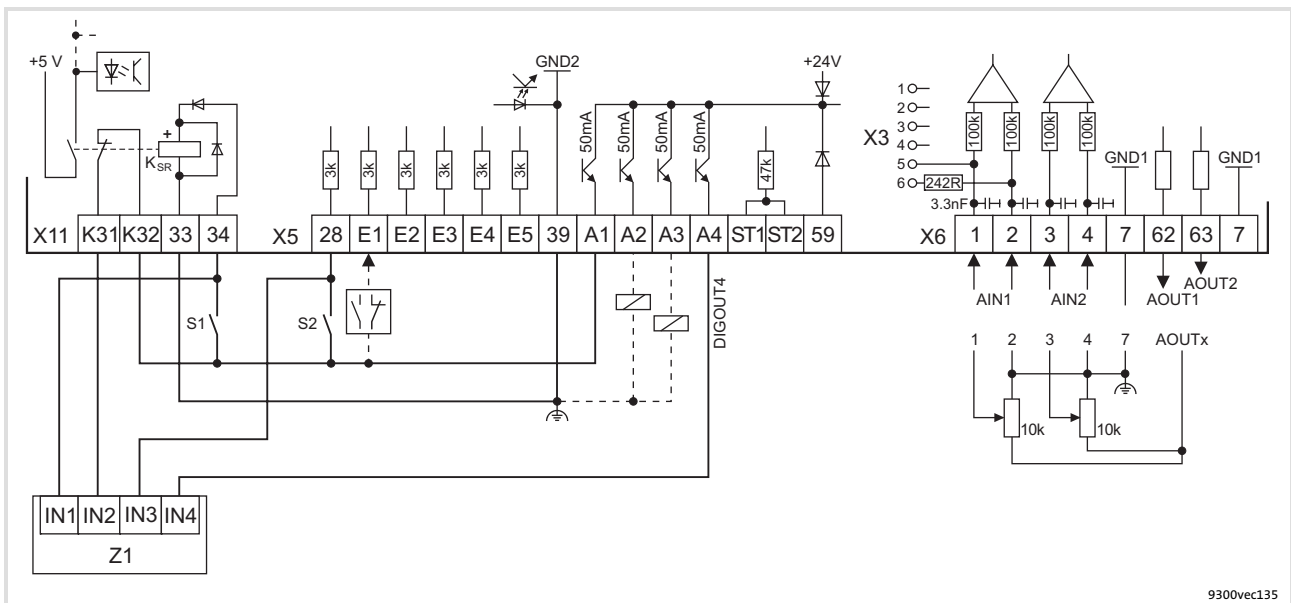 +5 V
GND2
+24V
+
K SR
50mA 50mA 50mA 50mA
3k 3k 3k 3k 3k 3k
47k
X3
1
2
3
4
5
6
242R
100k 100k 100k 100k
3.3nF
GND1
GND1
X11 K31 K32 33 34
X5 28 E1 E2 E3 E4 E5 39 A1 A2 A3 A4 ST1 ST2 59
X6 1 2 3 4 7 62 63 7
S1
S2
DIGOUT4
AIN1 AIN2 AOUT1 AOUT2
1 2 3 4 7 AOUTx
10k 10k
IN1 IN2 IN3 IN4
Z1
9300vec135